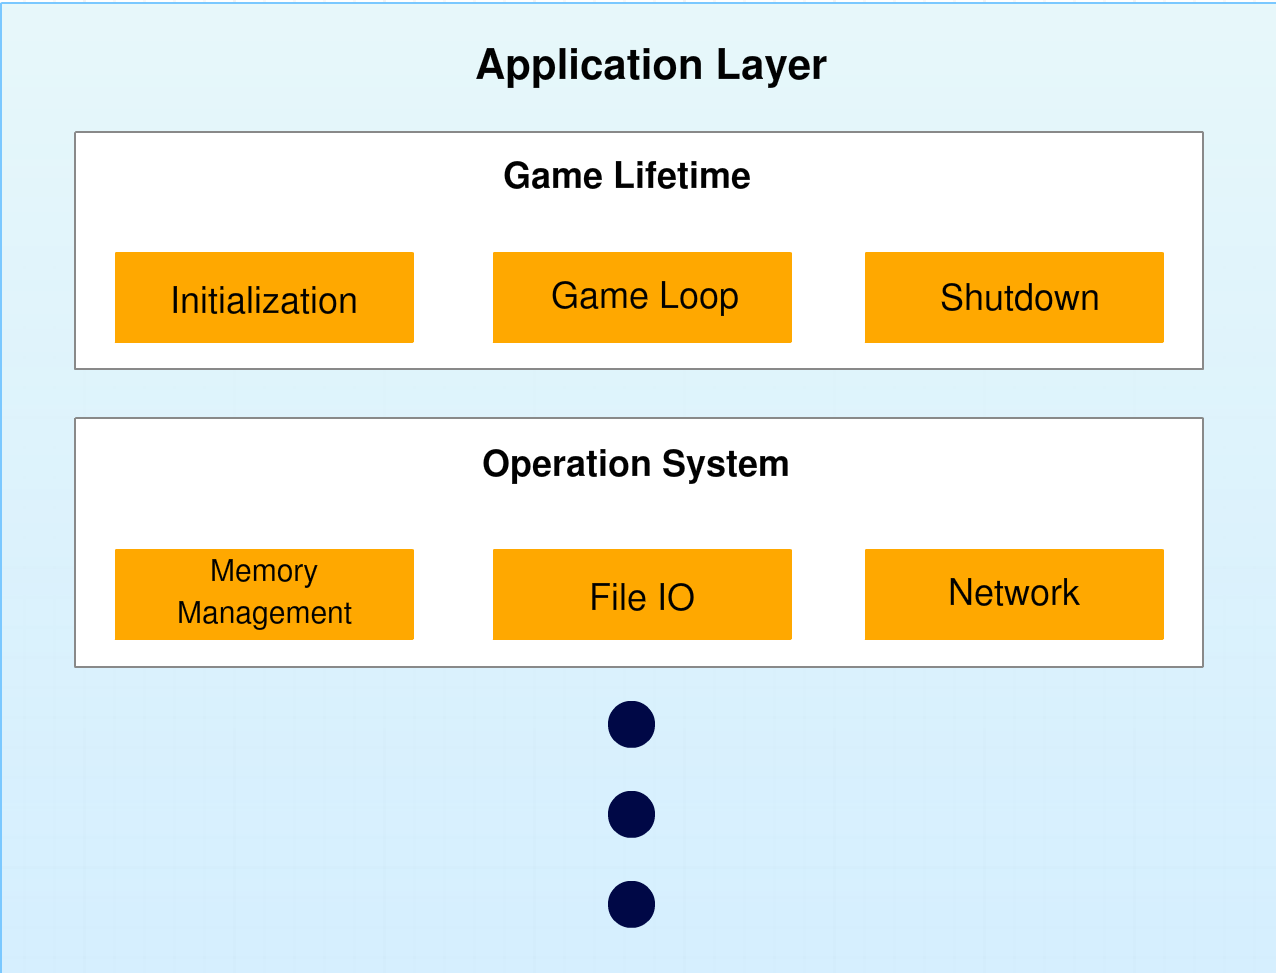 Application Layer
Game Lifetime
Initialization
Game Loop
Shutdown
Operation System
Memory
Management
File IO
Network